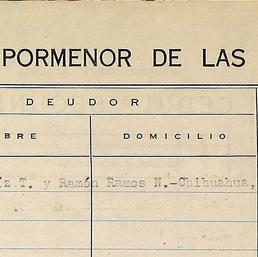 PORMENOR DE LAS
DEUDOR
BRE DOMICILIO
z T. y Ramón Ramos N.-Chihuahua,